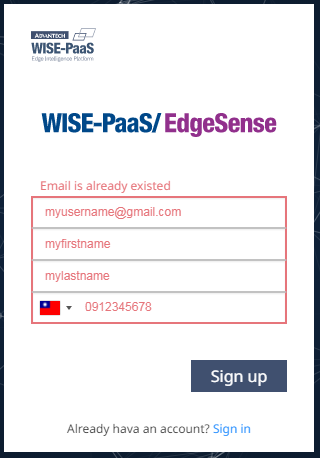 ADVANTECH
WISE-PaaS
Edge Intelligence Platform
WISE-PaaS/ EdgeSense
Email is already existed
myusername@gmail.com
myfirstname
mylastname
0912345678
Sign up
Already hava an account? Sign in